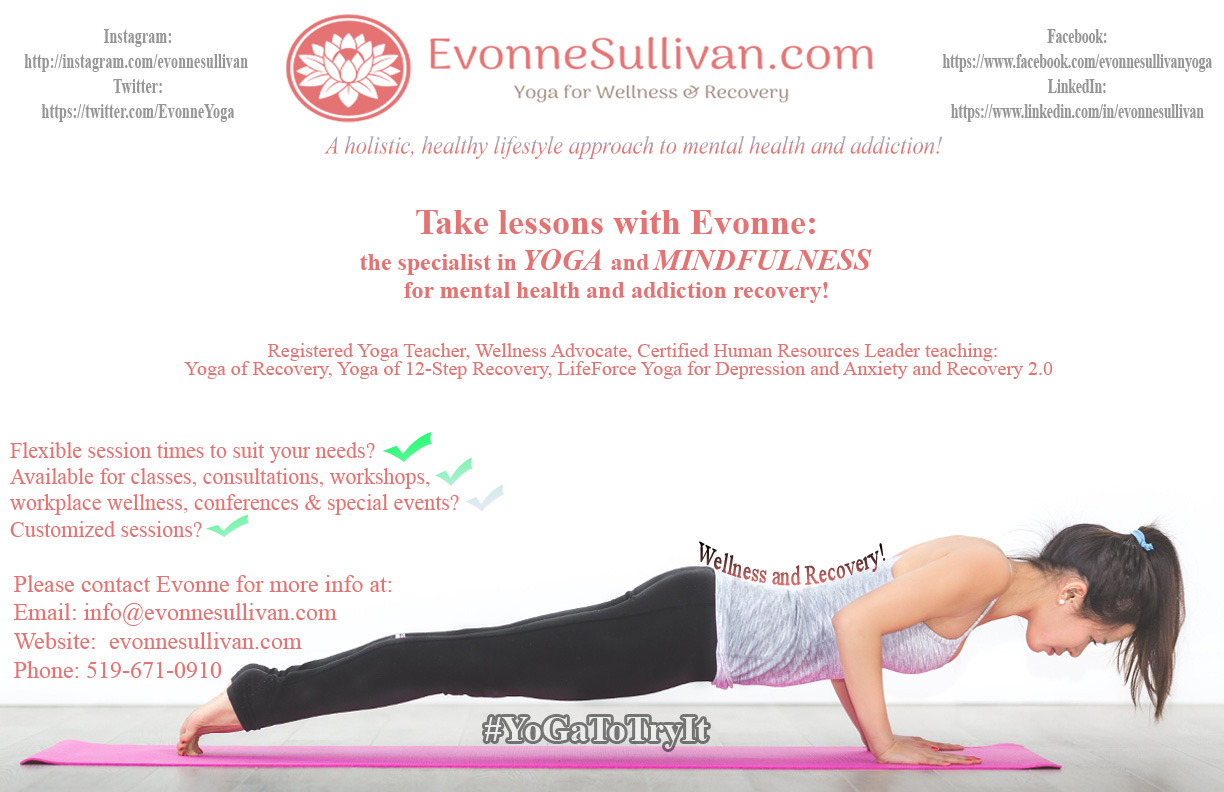 Instagram:
http://instagram.com/evonnesullivan
Twitter:
https://twitter.com/EvonneYoga
EvonneSullivan.com
Yoga for Wellness & Recovery
Facebook:
https://www.facebook.com/evonnesullivanyoga
LinkedIn:
https://www.linkedin.com/in/evonnesullivan
A holistic, healthy lifestyle approach to mental health and addiction!
Take lessons with Evonne:
the specialist in YOGA and MINDFULNESS
for mental health and addiction recovery!
Registered Yoga Teacher, Wellness Advocate, Certified Human Resources Leader teaching:
Yoga of Recovery, Yoga of 12-Step Recovery, LifeForce Yoga for Depression and Anxiety and Recovery 2.0
Flexible session times to suit your needs?
Available for classes, consultations, workshops,
workplace wellness, conferences & special events?
Customized sessions?
Wellness and Recovery!
Please contact Evonne for more info at:
Email: info@evonnesullivan.com
Website: evonnesullivan.com
Phone: 519-671-0910
#YoGaToTryIt